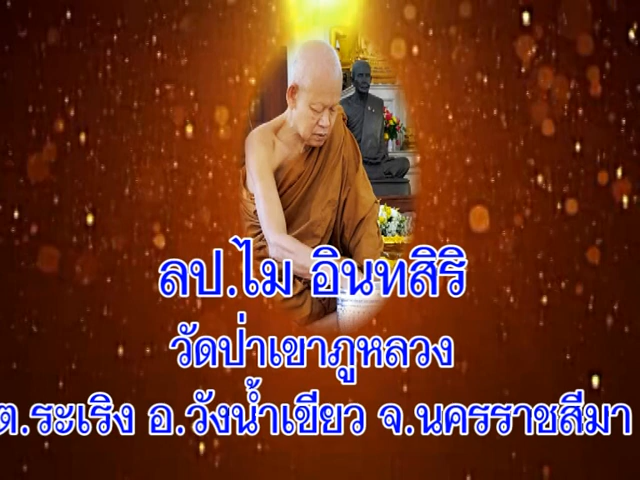 ลป.ไม อินทสิริ
วัดป่าเขาภูหลวง
ต.ระเริง อ.วังน้ำเขียว จ.นครราชสีมา